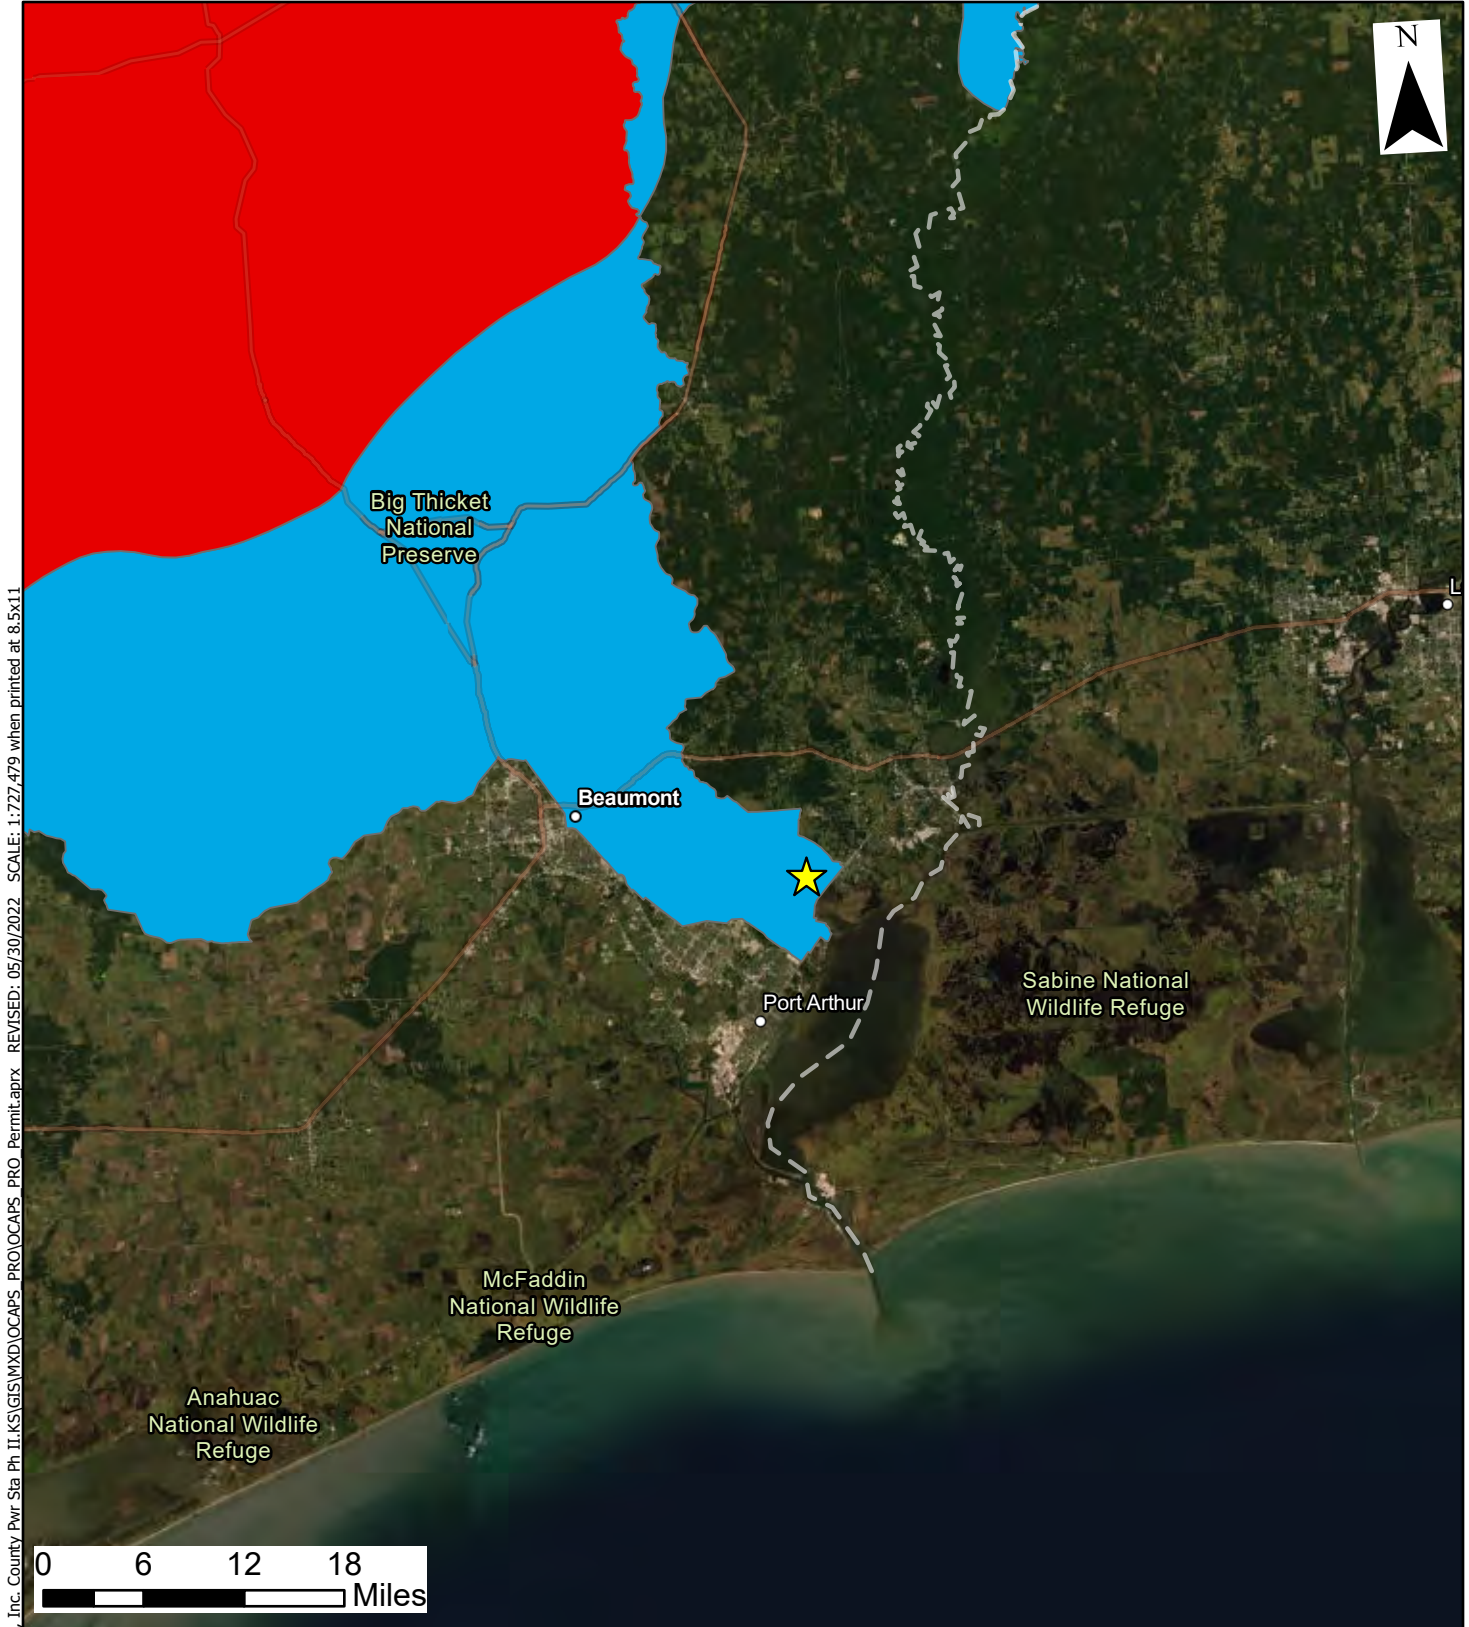 N
Big Thicket
National
Preserve
L
Beaumont
Sabine National
Wildlife Refuge
Port Arthur
McFaddin
National Wildlife
Refuge
Anahuac
National Wildlife
Refuge
0 6 12 18
Miles
Inc. County Pwr Sta Ph II.KS\GIS\MXD\OCAPS_PRO\OCAPS_PRO_Permit.aprx REVISED: 05/30/2022 SCALE: 1:727,479 when printed at 8.5x11